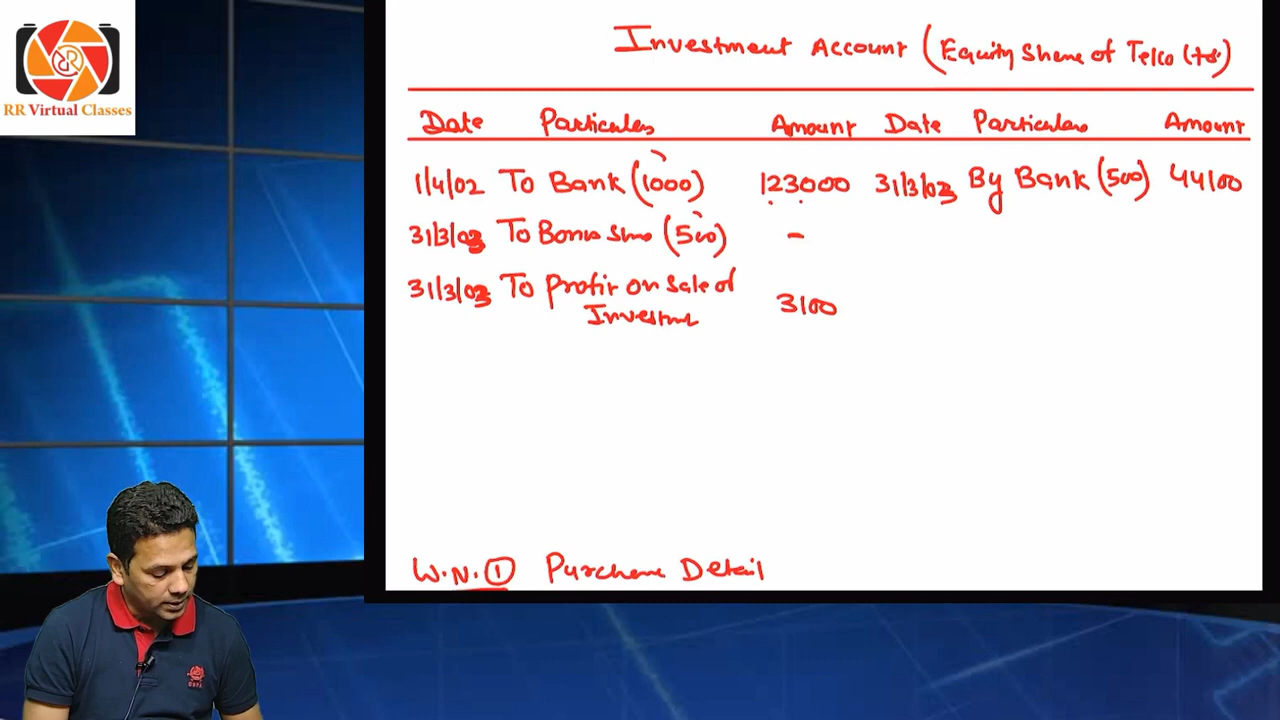 RR Virtual Classes
Investment Account (Equity Share of Telco Ltd.)
Date Particulars Amount Date Particulars Amount
1/4/02 To Bank (1000) 123000 31/3/03 By Bank (500) 44100
31/3/03 To Bonus Share (500) -
31/3/03 To Profit on Sale of
Investment 3100
W.N. 1 Purchase Detail